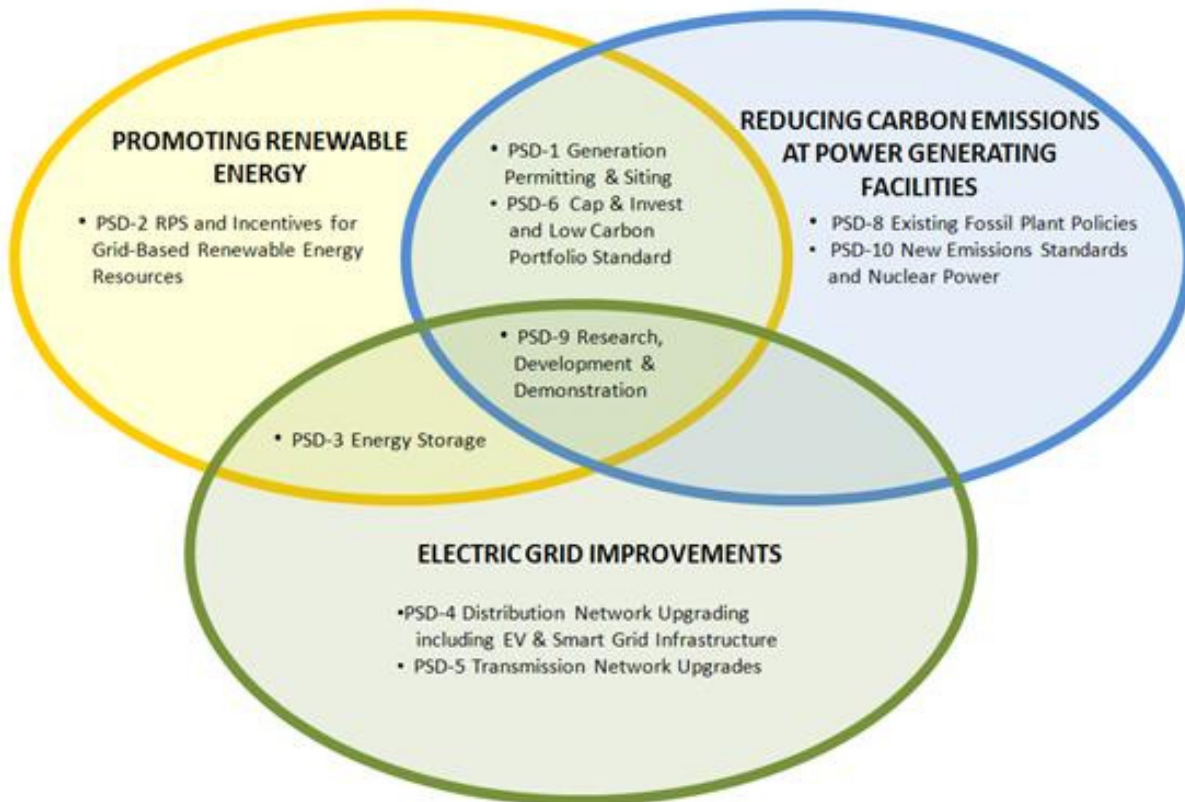 PROMOTING RENEWABLE
ENERGY
• PSD-2 RPS and Incentives for
Grid-Based Renewable Energy
Resources
• PSD-1 Generation
Permitting & Siting
• PSD-6 Cap & Invest
and Low Carbon
Portfolio Standard
REDUCING CARBON EMISSIONS
AT POWER GENERATING
FACILITIES
• PSD-8 Existing Fossil Plant Policies
• PSD-10 New Emissions Standards
and Nuclear Power
• PSD-9 Research,
Development &
Demonstration
• PSD-3 Energy Storage
ELECTRIC GRID IMPROVEMENTS
•PSD-4 Distribution Network Upgrading
including EV & Smart Grid Infrastructure
• PSD-5 Transmission Network Upgrades